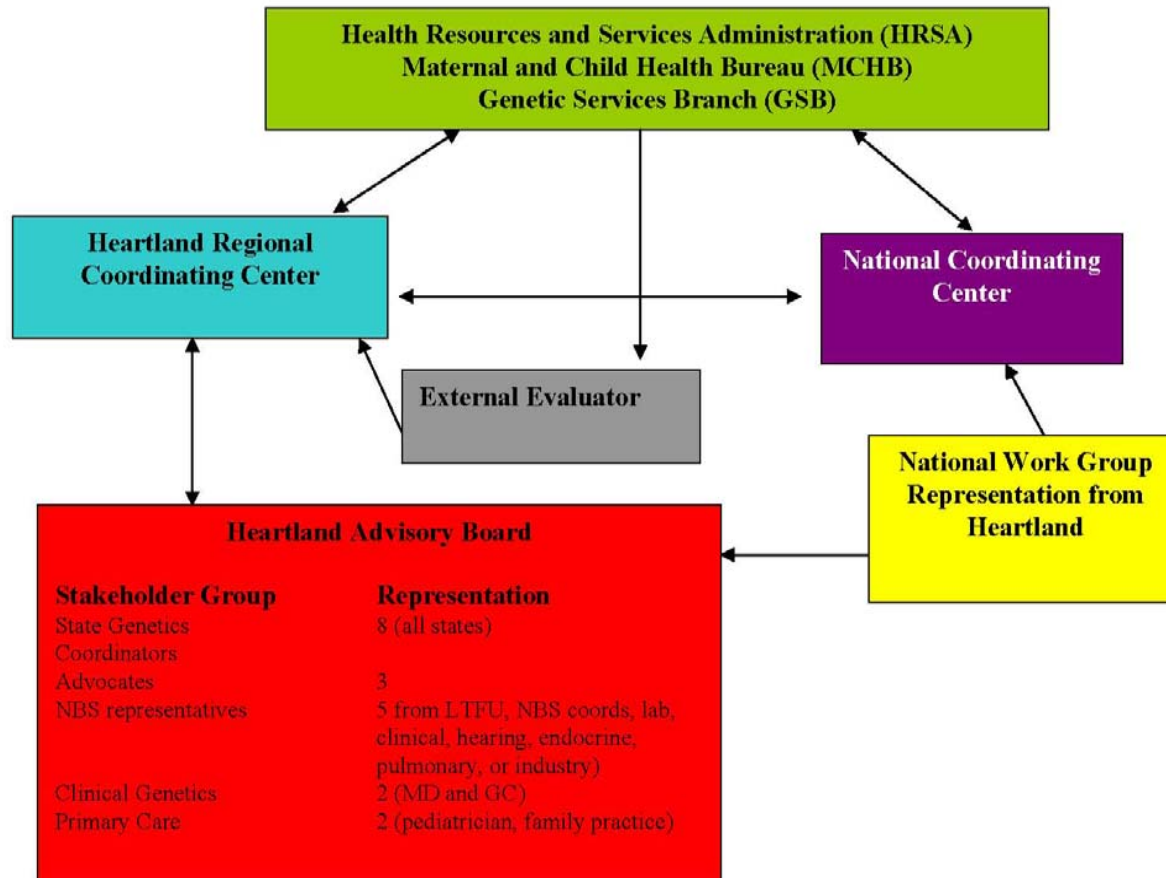 Health Resources and Services Administration (HRSA)
Maternal and Child Health Bureau (MCHB)
Genetic Services Branch (GSB)
Heartland Regional
Coordinating Center
National Coordinating
Center
External Evaluator
National Work Group
Representation from
Heartland
Heartland Advisory Board
Stakeholder Group Representation
State Genetics 8 (all states)
Coordinators
Advocates 3
NBS representatives 5 from LTFU, NBS coords, lab,
clinical, hearing, endocrine,
pulmonary, or industry)
Clinical Genetics 2 (MD and GC)
Primary Care 2 (pediatrician, family practice)